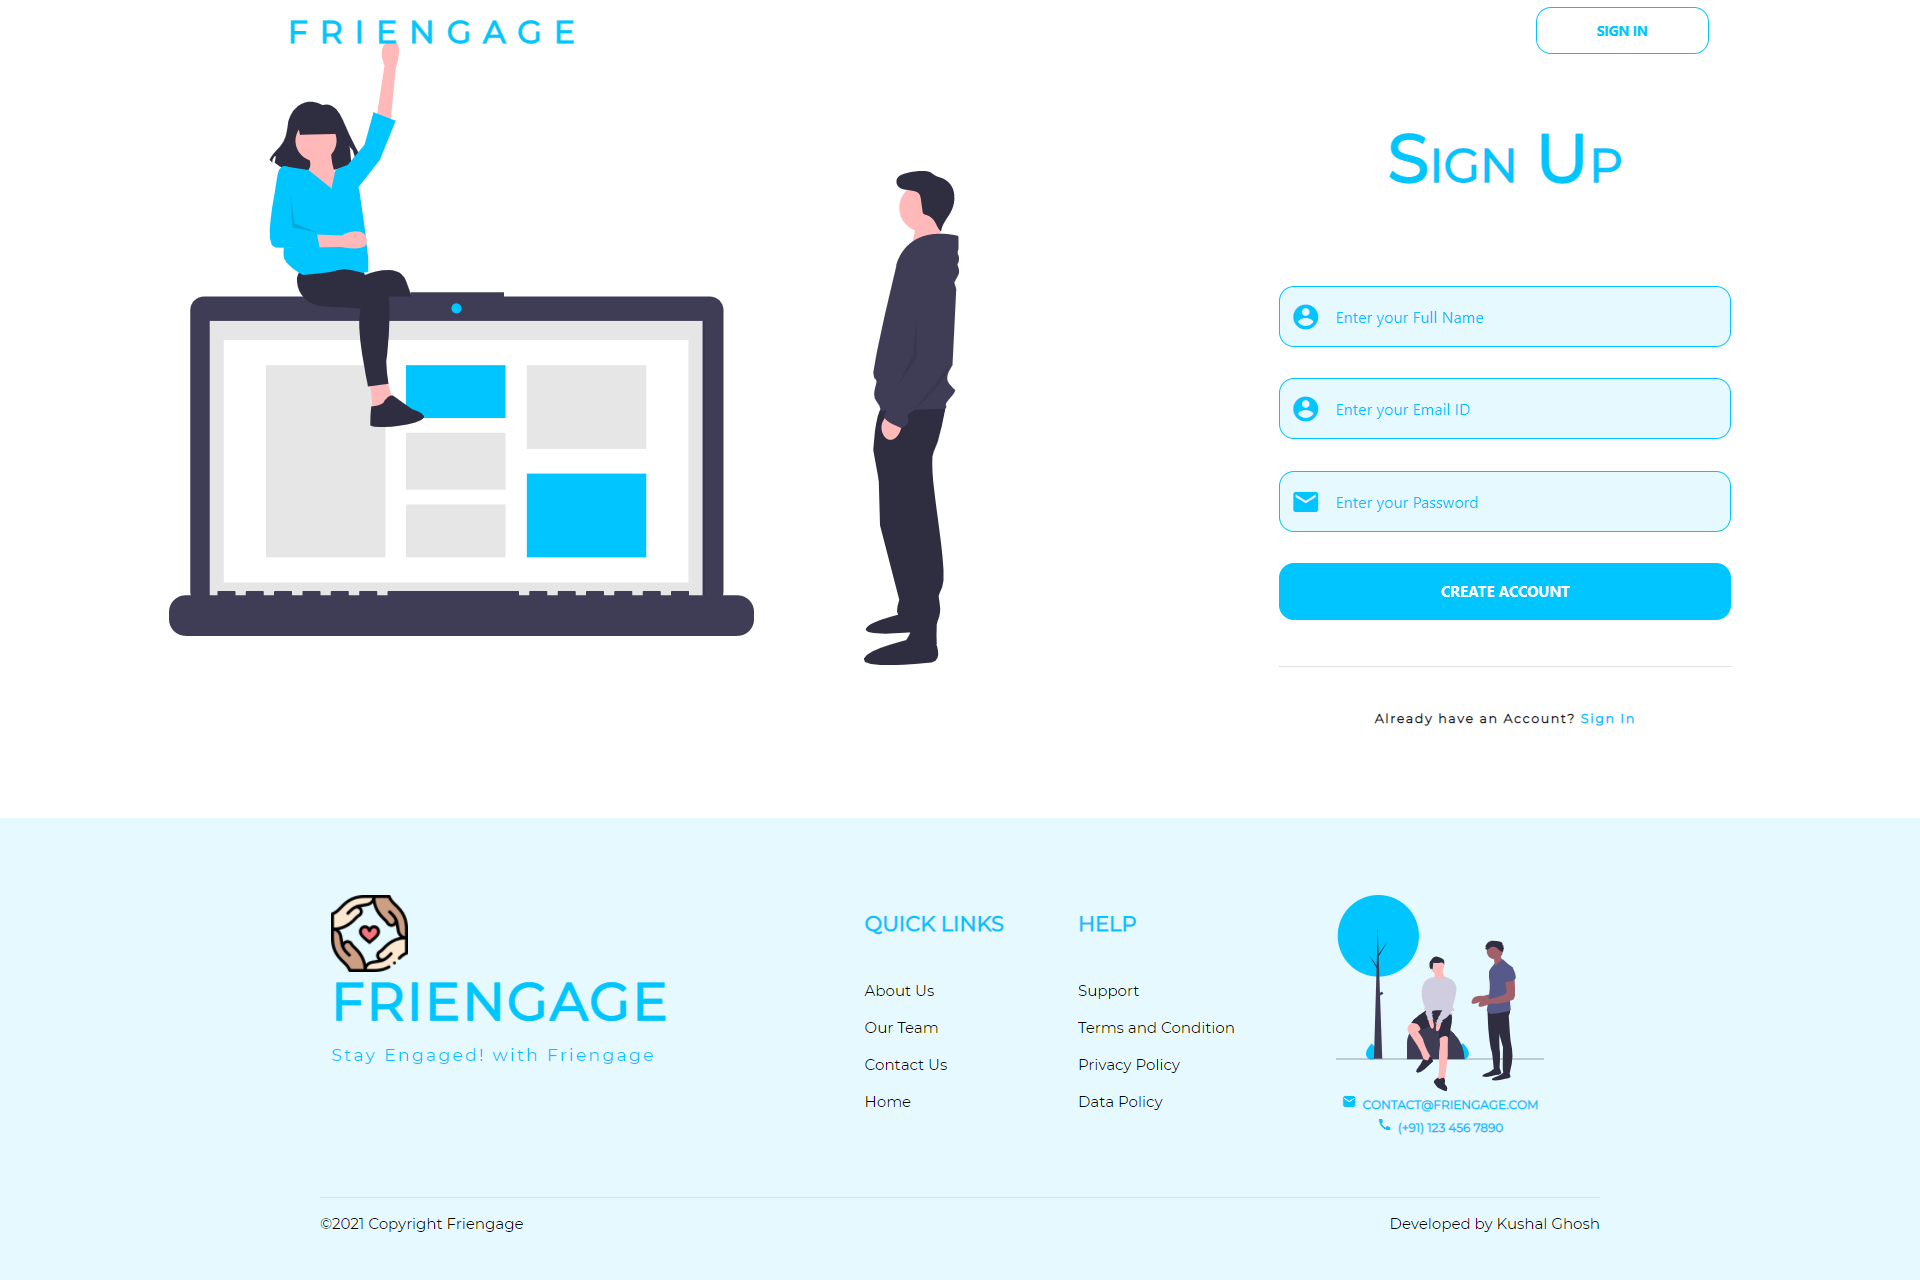 FRIENGAGE
SIGN IN
Sign Up
Enter your Full Name
Enter your Email ID
Enter your Password
CREATE ACCOUNT
Already have an Account? Sign In
FRIENGAGE
Stay Engaged! with Friengage
QUICK LINKS
About Us
Our Team
Contact Us
Home
HELP
Support
Terms and Condition
Privacy Policy
Data Policy
CONTACT@FRIENGAGE.COM
(+91) 123 456 7890
©2021 Copyright Friengage
Developed by Kushal Ghosh